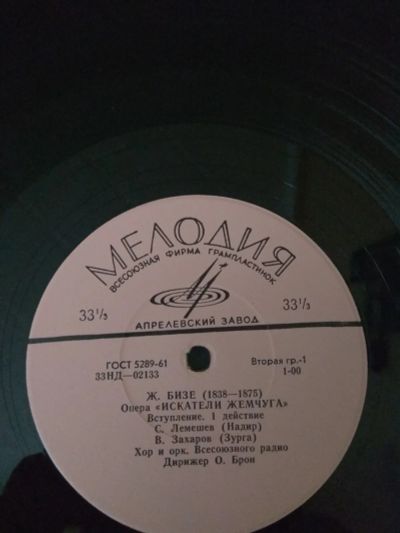 МЕЛОДИЯ
ВСЕСОЮЗНАЯ ФИРМА ГРАМПЛАСТИНОК
33⅓ 33⅓
АПРЕЛЕВСКИЙ ЗАВОД
ГОСТ 5289-61 Вторая гр.-1
33НД—02133 1-00
Ж. БИЗЕ (1838—1875)
Опера «ИСКАТЕЛИ ЖЕМЧУГА»
Вступление. 1 действие
С. Лемешев (Надир)
В. Захаров (Зурга)
Хор и орк. Всесоюзного радио
Дирижер О. Брон